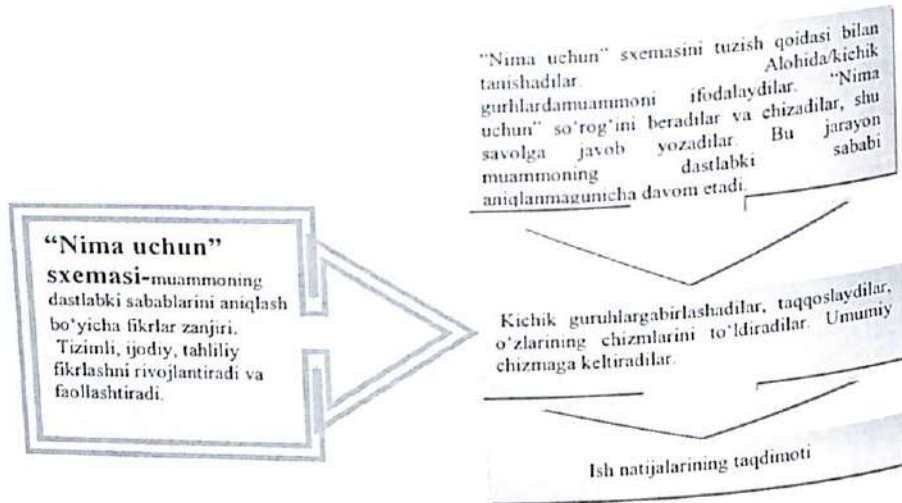 “Nima uchun”
sxemasi-muammoning
dastlabki sabablarini aniqlash
bo‘yicha fikrlar zanjiri.
Tizimli, ijodiy, tahliliy
fikrlashni rivojlantiradi va
faollashtiradi.
“Nima uchun” sxemasini tuzish qoidasi bilan
tanishadilar. Alohida/kichik
gurhlardamuammoni ifodalaydilar. “Nima
uchun” so‘rog‘ini beradılar va chizadilar, shu
savolga javob yozadilar. Bu jarayon
muammoning dastlabki sababi
aniqlanmagunicha davom etadi.
Kichik guruhlargabirlashadilar, taqqoslaydilar,
o‘zlarining chizmlarini to‘ldiradilar. Umumiy
chizmaga keltiradilar.
Ish natijalarining taqdimoti